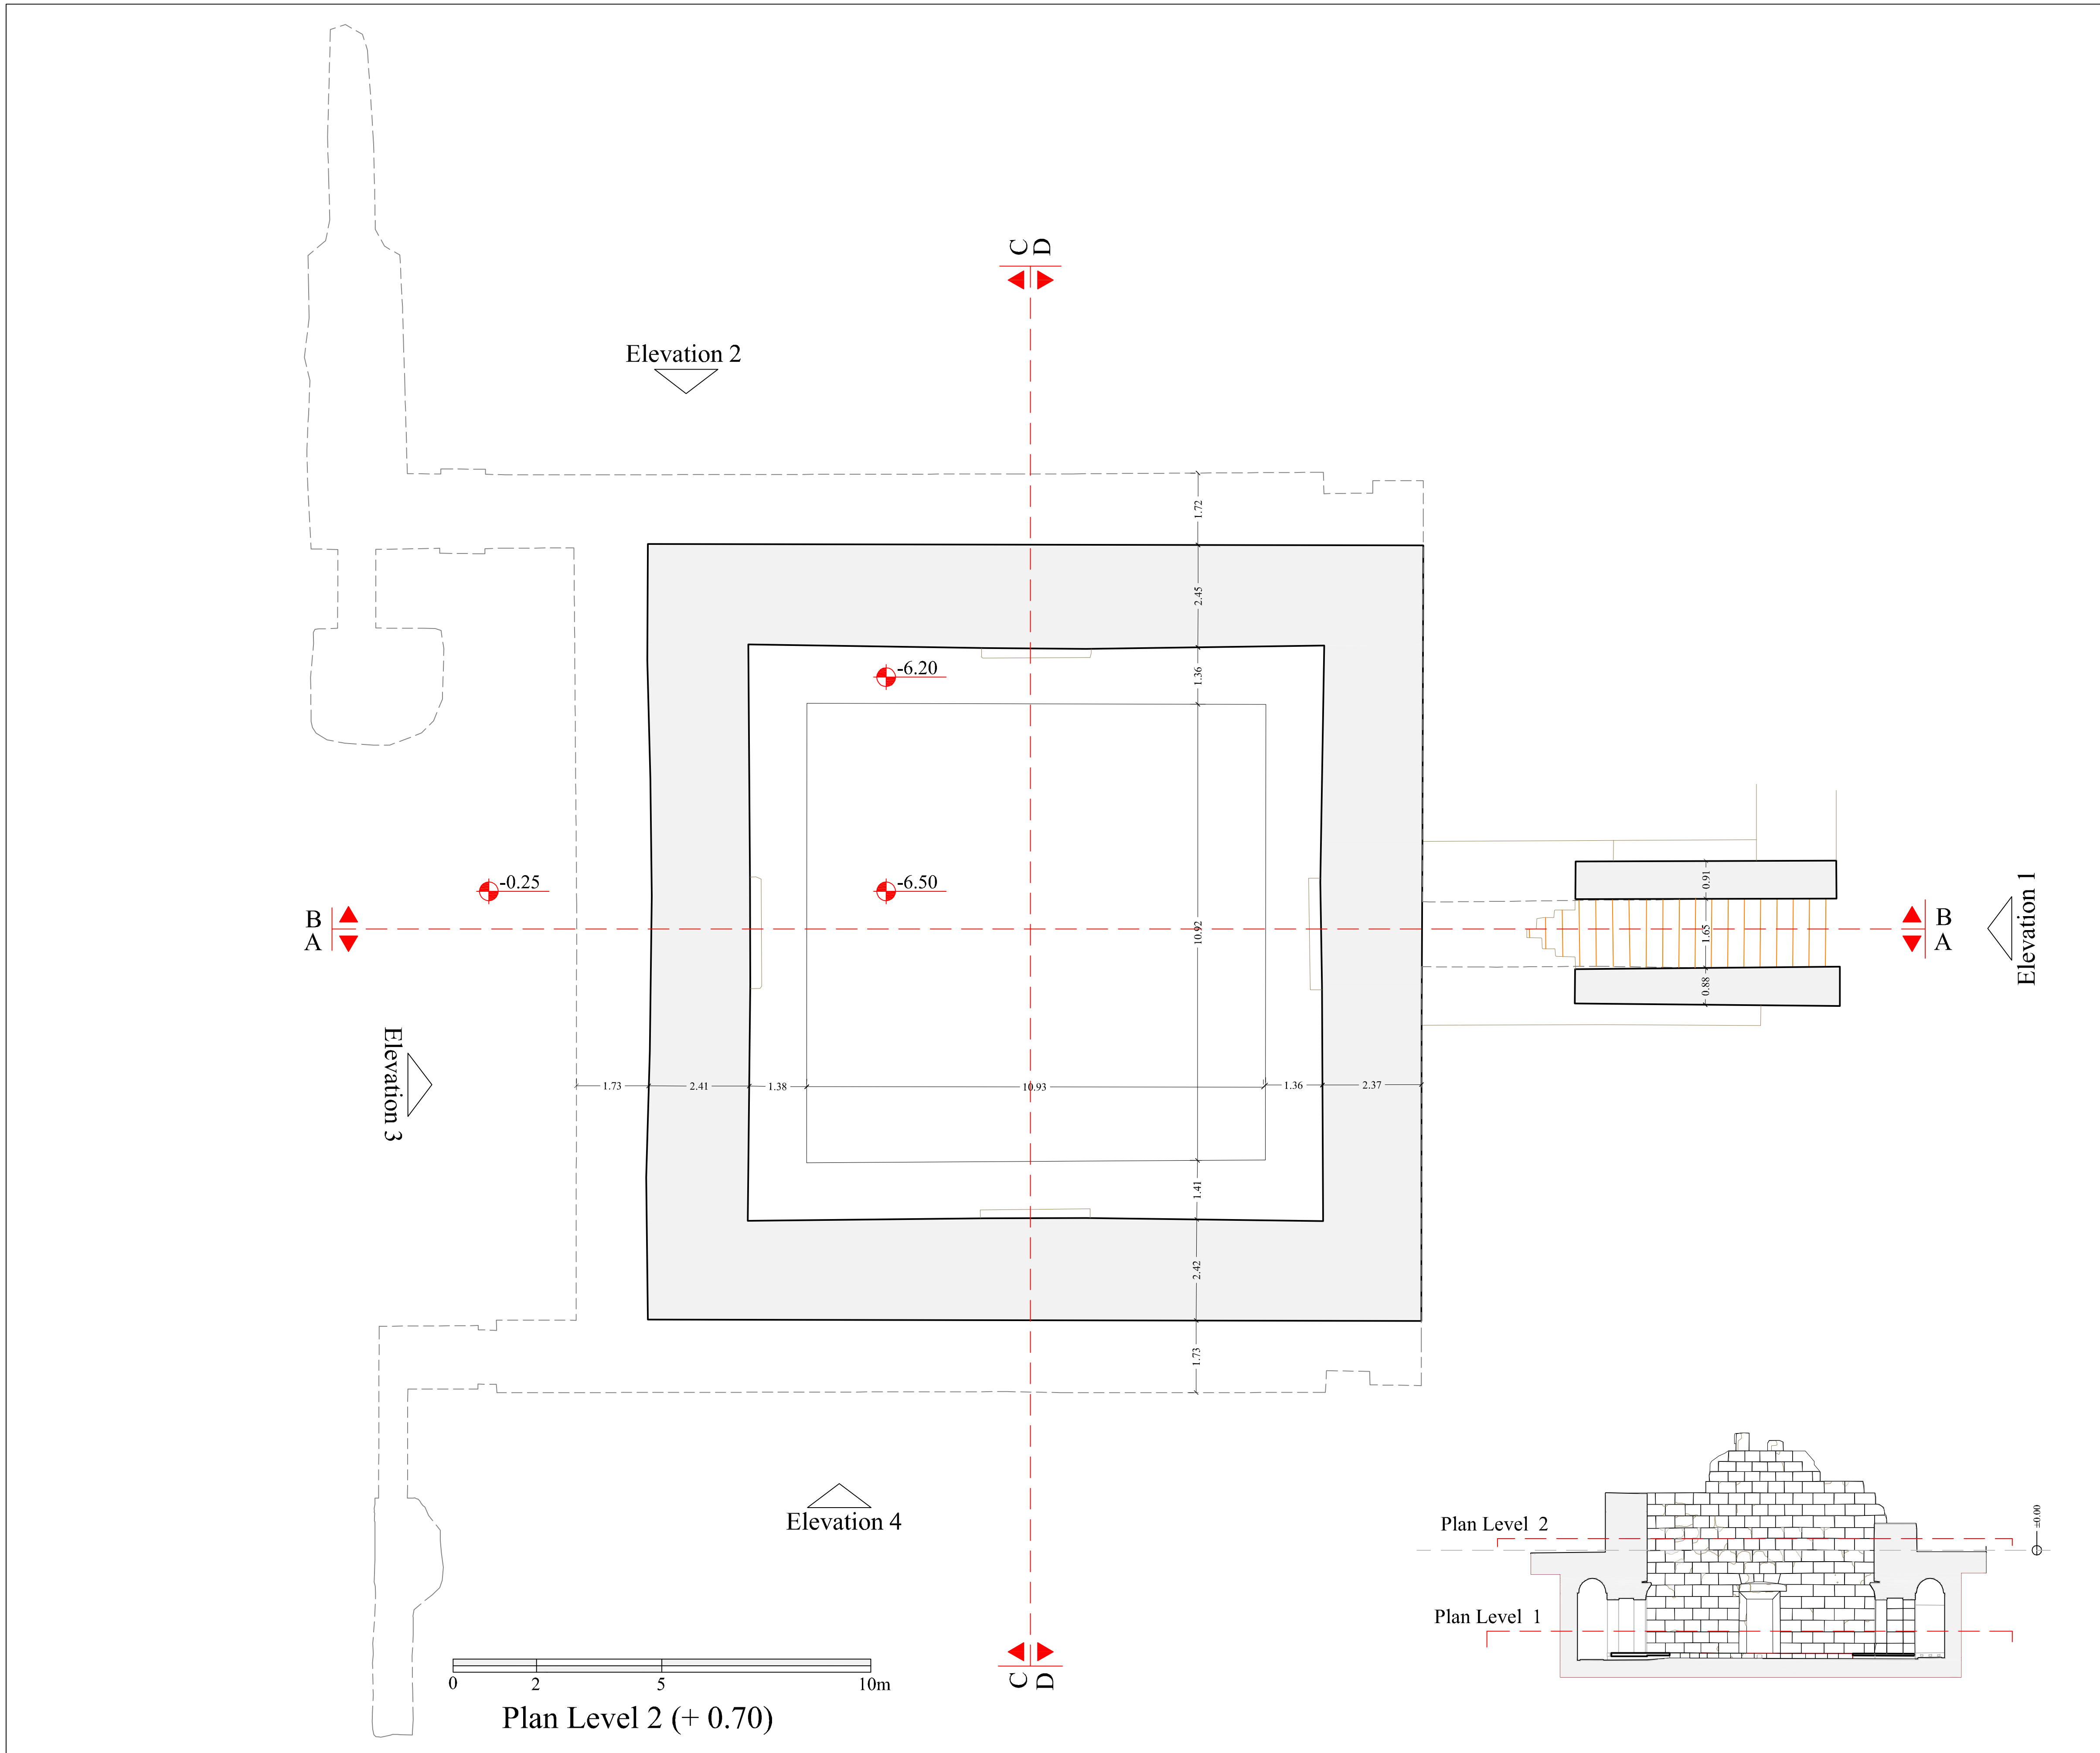 C
D
Elevation 2
1.72
2.45
-6.20
1.36
-0.25
-6.50
B
A
10.92
0.91
1.65
0.88
B
A
Elevation 1
Elevation 3
1.73
2.41
1.38
10.93
1.36
2.37
1.41
2.42
1.73
Elevation 4
C
D
0 2 5 10m
Plan Level 2 (+ 0.70)
Plan Level 2
±0.00
Plan Level 1